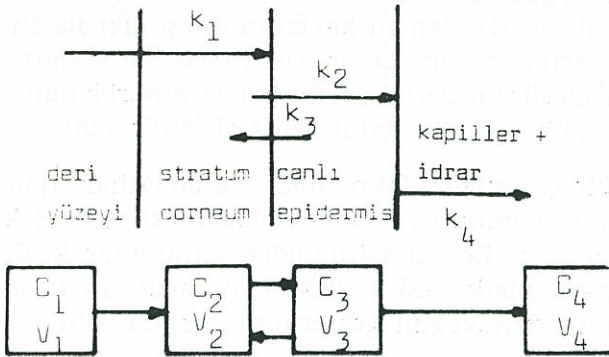 k1
k2
k3
deri yüzeyi
stratum corneum
canlı epidermis
kapiller + idrar
k4
C1 V1
C2 V2
C3 V3
C4 V4